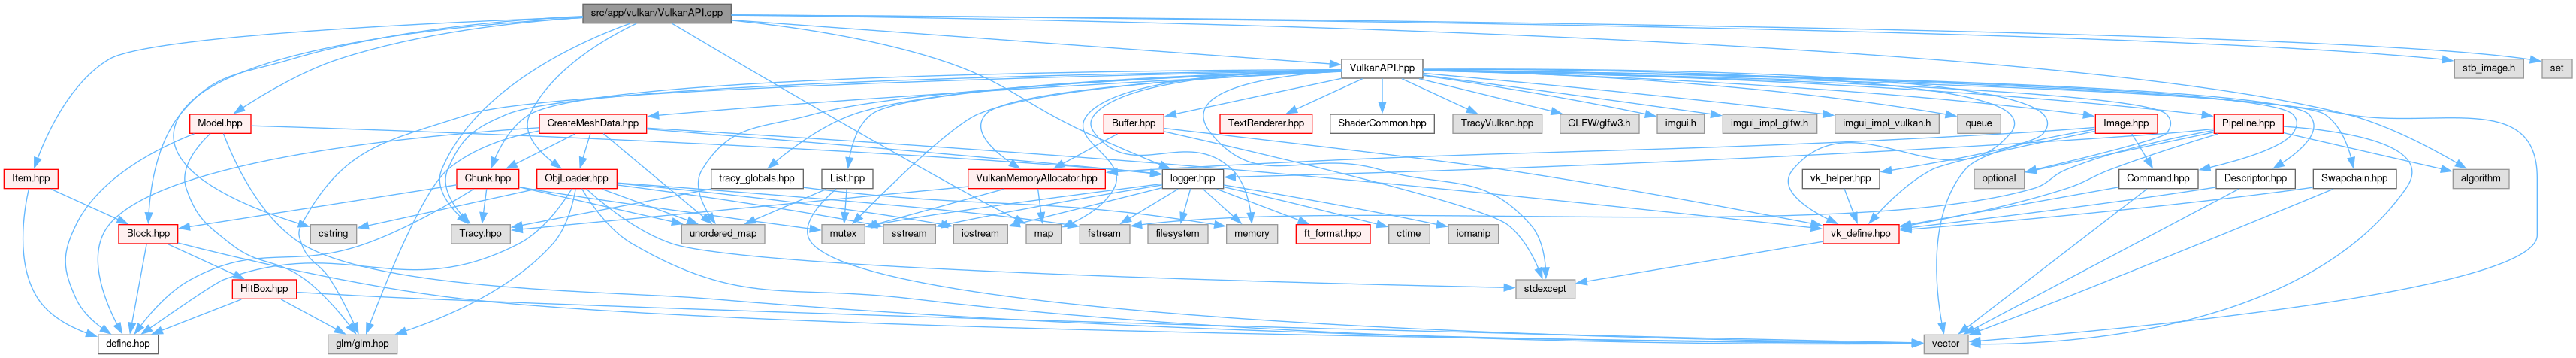 src/app/vulkan/VulkanAPI.cpp
VulkanAPI.hpp
stb_image.h
set
Model.hpp
CreateMeshData.hpp
Buffer.hpp
TextRenderer.hpp
ShaderCommon.hpp
TracyVulkan.hpp
GLFW/glfw3.h
imgui.h
imgui_impl_glfw.h
imgui_impl_vulkan.h
queue
Image.hpp
Pipeline.hpp
Item.hpp
Chunk.hpp
ObjLoader.hpp
tracy_globals.hpp
List.hpp
VulkanMemoryAllocator.hpp
logger.hpp
vk_helper.hpp
optional
Command.hpp
Descriptor.hpp
Swapchain.hpp
algorithm
Block.hpp
cstring
Tracy.hpp
unordered_map
mutex
sstream
iostream
map
fstream
filesystem
memory
ft_format.hpp
ctime
iomanip
vk_define.hpp
HitBox.hpp
stdexcept
define.hpp
glm/glm.hpp
vector